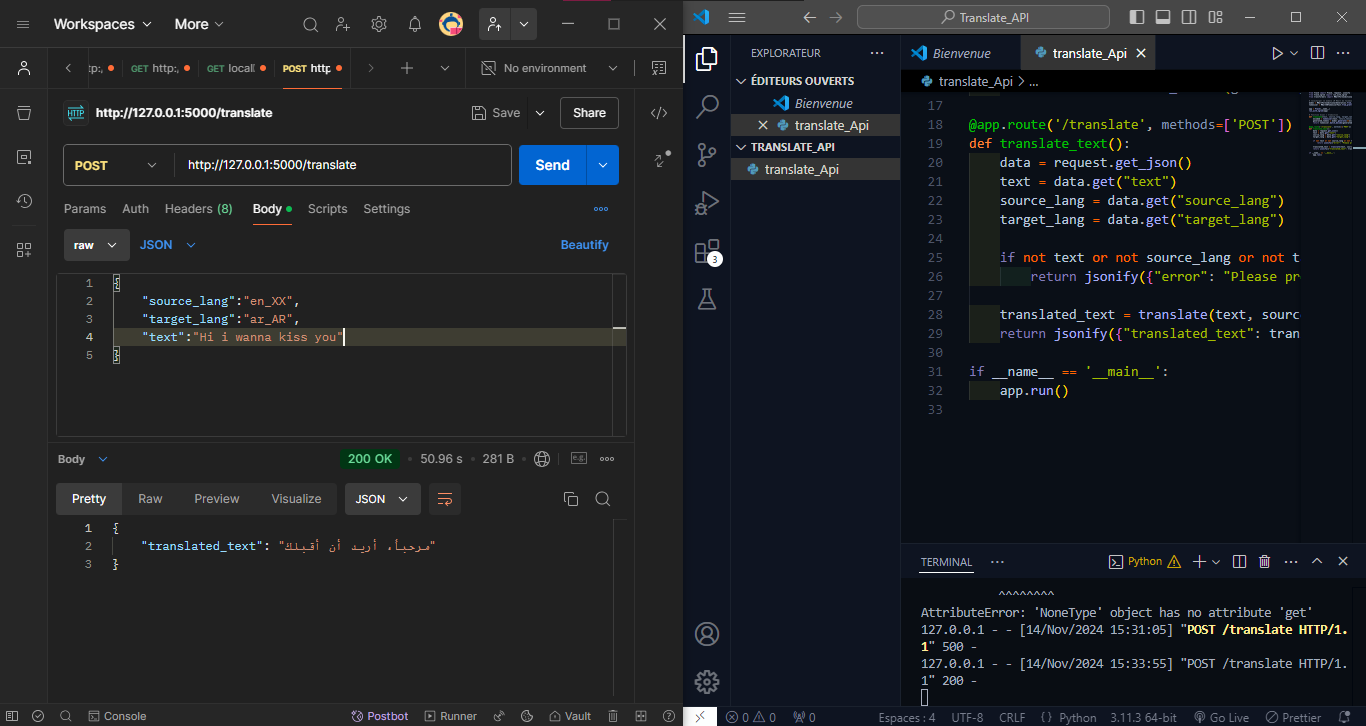 Workspaces More
tp:, GET http:, GET locall POST http No environment
HTTP http://127.0.0.1:5000/translate Save Share
POST http://127.0.0.1:5000/translate Send
Params Auth Headers (8) Body Scripts Settings
raw JSON Beautify
1 {
2 "source_lang":"en_XX",
3 "target_lang":"ar_AR",
4 "text":"Hi i wanna kiss you"
5 }
Body 200 OK 50.96 s 281 B e.g.
Pretty Raw Preview Visualize JSON
1 {
2 "translated_text": "مرحباً، أريد أن أقبلك"
3 }
Console Postbot Runner Vault
Translate_API
EXPLORATEUR
ÉDITEURS OUVERTS
Bienvenue
translate_Api
TRANSLATE_API
translate_Api
3
Bienvenue translate_Api
translate_Api > ...
17
18 @app.route('/translate', methods=['POST'])
19 def translate_text():
20 data = request.get_json()
21 text = data.get("text")
22 source_lang = data.get("source_lang")
23 target_lang = data.get("target_lang")
24
25 if not text or not source_lang or not t
26 return jsonify({"error": "Please pr
27
28 translated_text = translate(text, sourc
29 return jsonify({"translated_text": tran
30
31 if __name__ == '__main__':
32 app.run()
33
TERMINAL Python
^^^^^^^^
AttributeError: 'NoneType' object has no attribute 'get'
127.0.0.1 - - [14/Nov/2024 15:31:05] "POST /translate HTTP/1.
1" 500 -
127.0.0.1 - - [14/Nov/2024 15:33:55] "POST /translate HTTP/1.
1" 200 -
0 0 0 Espaces : 4 UTF-8 CRLF {} Python 3.11.3 64-bit Go Live Prettier